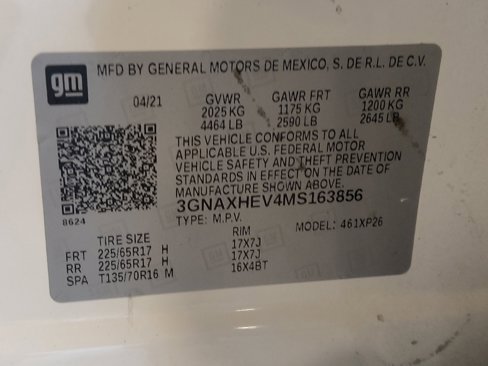 gm MFD BY GENERAL MOTORS DE MEXICO, S. DE R.L. DE C.V.
04/21 GVWR GAWR FRT GAWR RR
2025 KG 1175 KG 1200 KG
4464 LB 2590 LB 2645 LB
THIS VEHICLE CONFORMS TO ALL
APPLICABLE U.S. FEDERAL MOTOR
VEHICLE SAFETY AND THEFT PREVENTION
STANDARDS IN EFFECT ON THE DATE OF
MANUFACTURE SHOWN ABOVE.
3GNAXHEV4MS163856
8624
TYPE: M.P.V. MODEL: 461XP26
TIRE SIZE RIM
FRT 225/65R17 H 17X7J
RR 225/65R17 H 17X7J
SPA T135/70R16 M 16X4BT